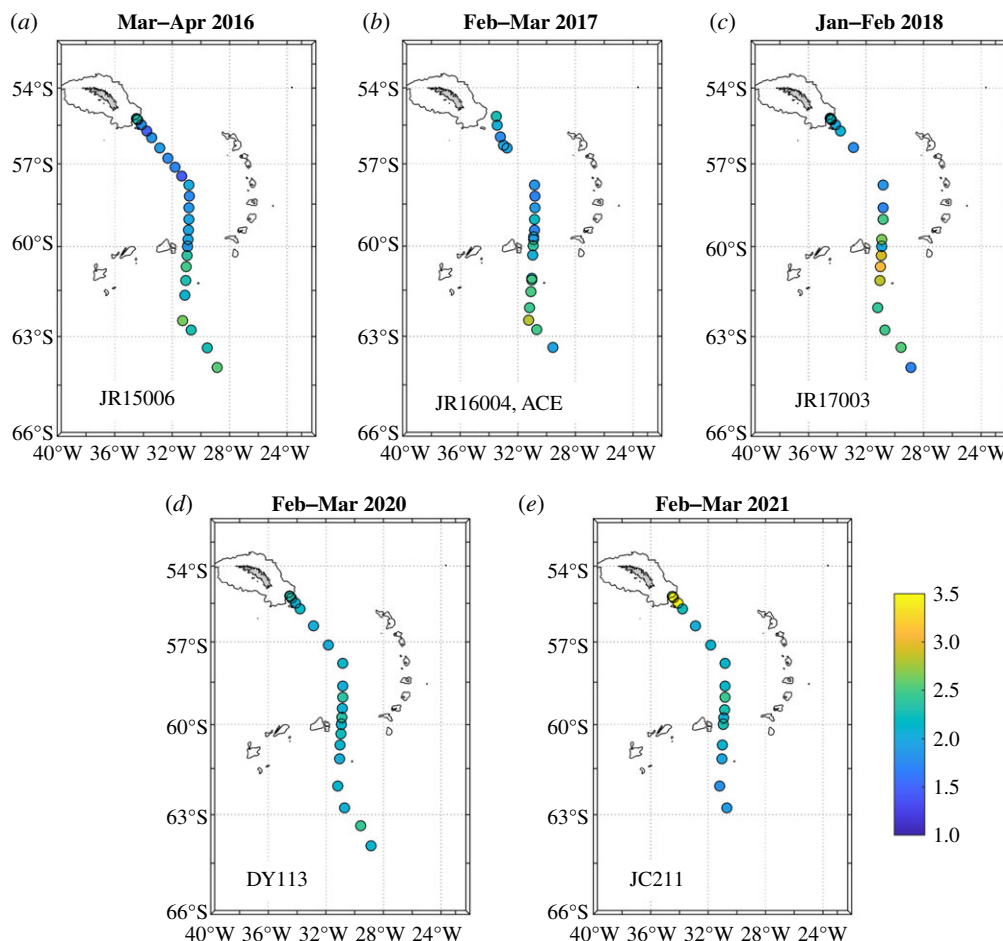 (a) Mar–Apr 2016
(b) Feb–Mar 2017
(c) Jan–Feb 2018
54°S
57°S
60°S
63°S
66°S
54°S
57°S
60°S
63°S
66°S
54°S
57°S
60°S
63°S
66°S
JR15006
JR16004, ACE
JR17003
40°W 36°W 32°W 28°W 24°W
40°W 36°W 32°W 28°W 24°W
40°W 36°W 32°W 28°W 24°W
(d) Feb–Mar 2020
(e) Feb–Mar 2021
54°S
57°S
60°S
63°S
66°S
54°S
57°S
60°S
63°S
66°S
DY113
JC211
40°W 36°W 32°W 28°W 24°W
40°W 36°W 32°W 28°W 24°W
3.5
3.0
2.5
2.0
1.5
1.0